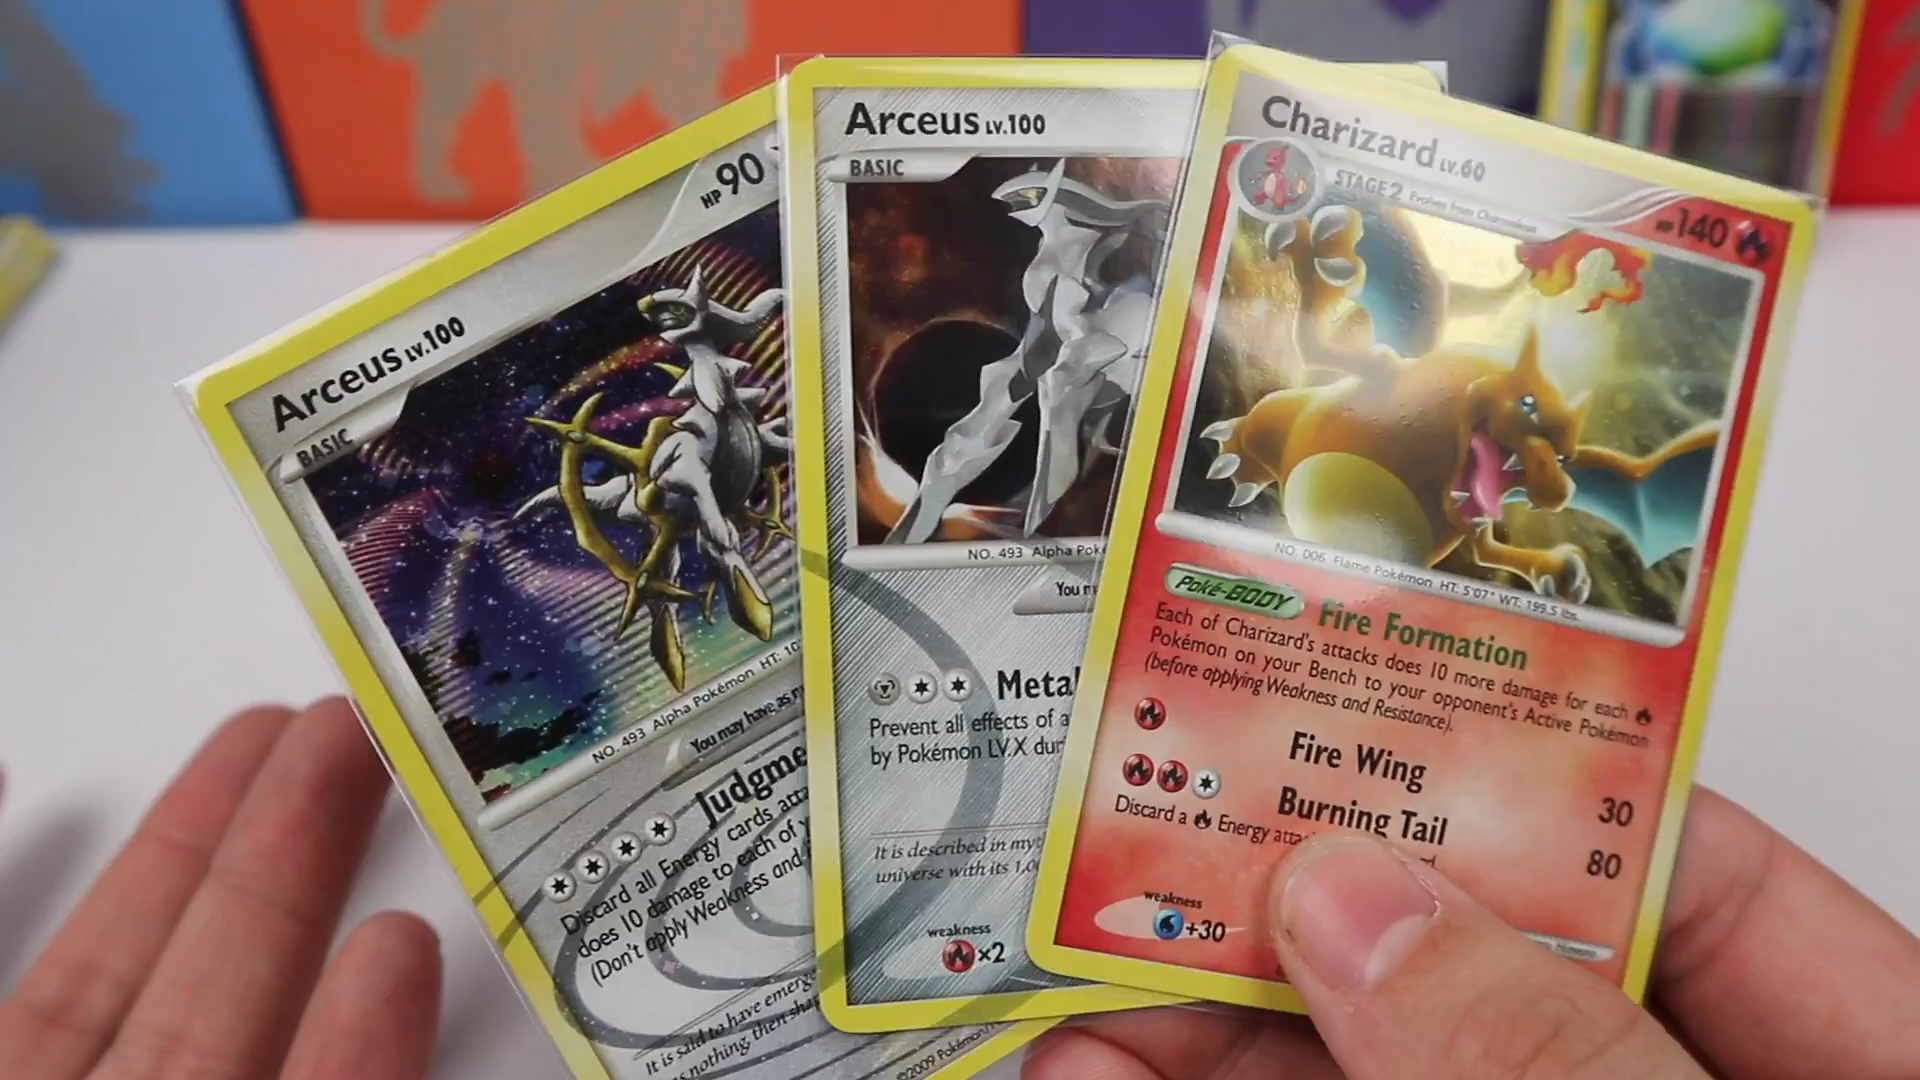 Arceus LV.100
HP 90
BASIC
NO. 493 Alpha Pokémon HT: 10
You may have as
Judgme
Discard all Energy cards, atta
does 10 damage to each of
(Don't apply Weakness and
It is said to have emerge
nothing, then sha
©2009 Pokémon/
Arceus LV.100
BASIC
NO. 493 Alpha Pok
You m
Metal
Prevent all effects of a
by Pokémon LV.X dur
It is described in myt
universe with its 1,0
weakness
×2
Charizard LV.60
STAGE 2 Evolves from Charmeleon
HP 140
NO. 006 Flame Pokémon HT: 5'07" WT: 199.5 lbs.
Poké-BODY Fire Formation
Each of Charizard's attacks does 10 more damage for each
Pokémon on your Bench to your opponent's Active Pokémon
(before applying Weakness and Resistance).
Fire Wing 30
Burning Tail 80
Discard a Energy atta
weakness
+30